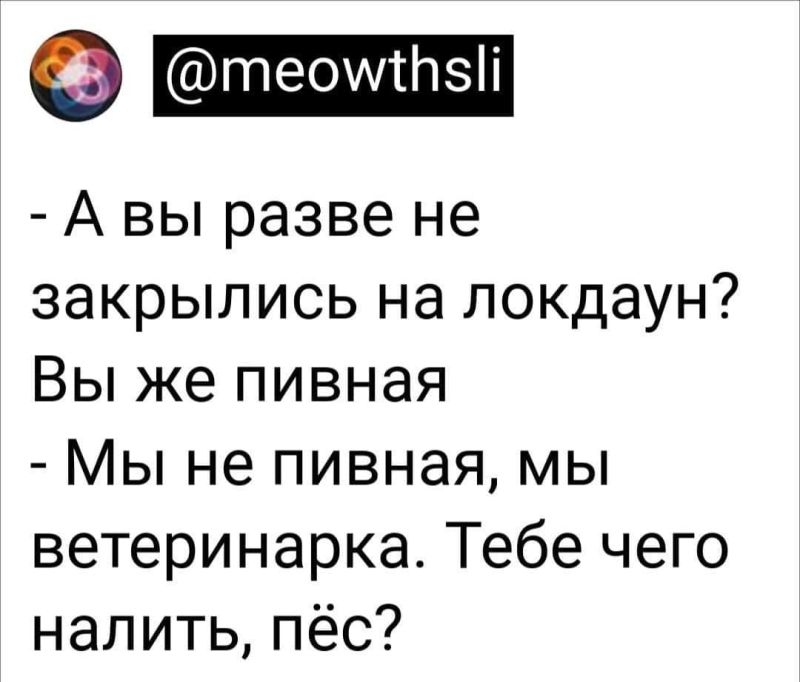 @meowthsli
- А вы разве не
закрылись на локдаун?
Вы же пивная
- Мы не пивная, мы
ветеринарка. Тебе чего
налить, пёс?